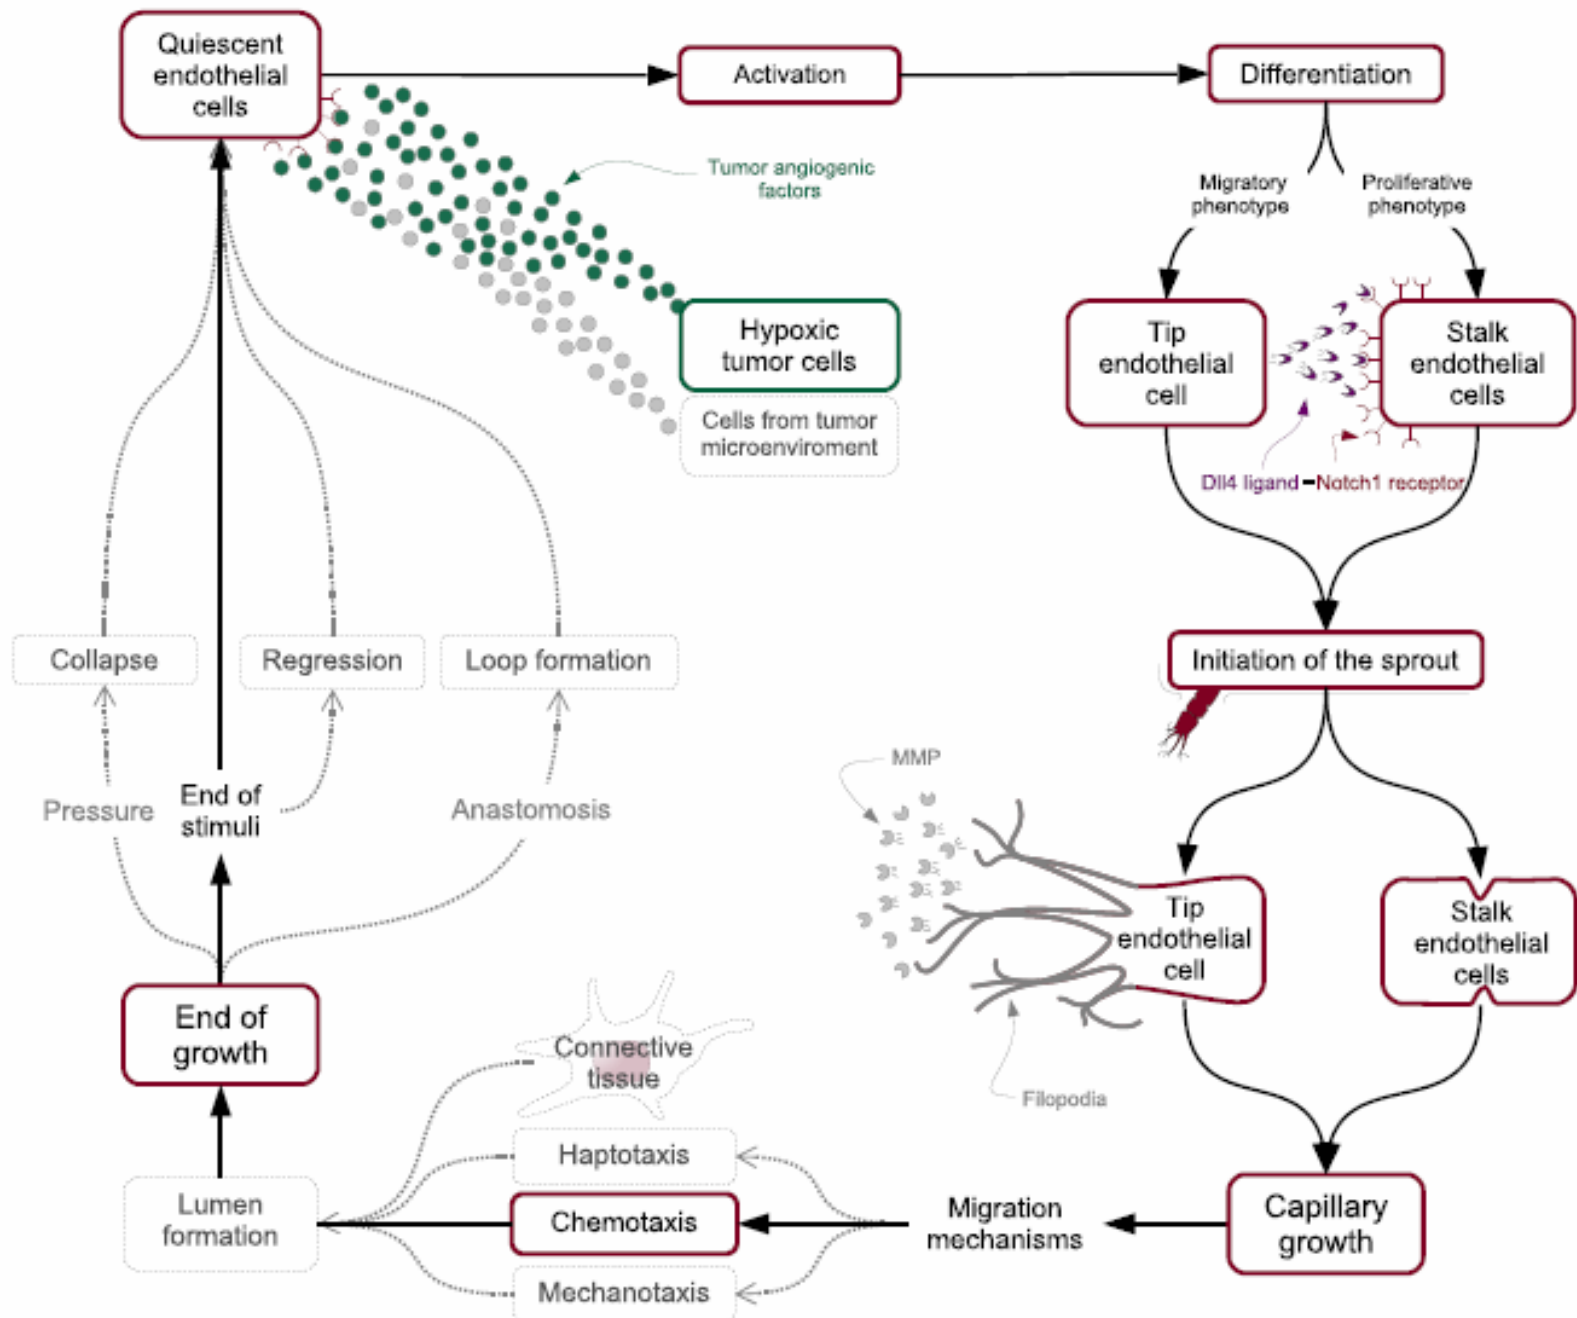 Quiescent
endothelial
cells
Activation
Differentiation
Tumor angiogenic
factors
Migratory
phenotype
Proliferative
phenotype
Hypoxic
tumor cells
Cells from tumor
microenviroment
Tip
endothelial
cell
Stalk
endothelial
cells
Dll4 ligand - Notch1 receptor
Collapse
Regression
Loop formation
Initiation of the sprout
MMP
Pressure
End of
stimuli
Anastomosis
Tip
endothelial
cell
Stalk
endothelial
cells
End of
growth
Connective
tissue
Filopodia
Haptotaxis
Lumen
formation
Chemotaxis
Migration
mechanisms
Capillary
growth
Mechanotaxis